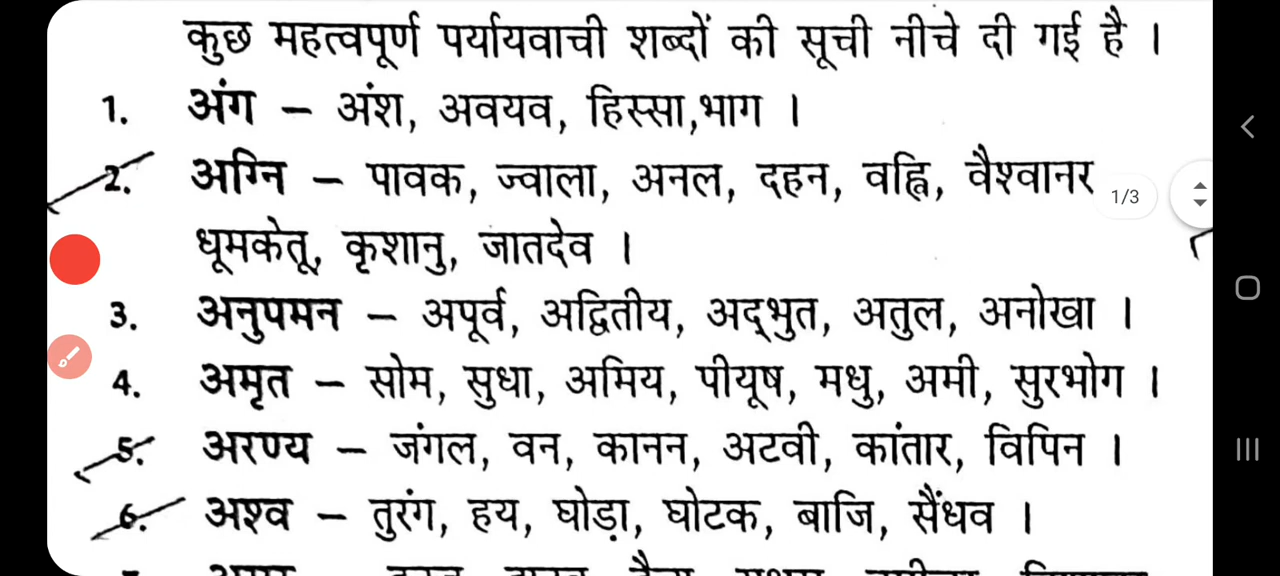 कुछ महत्वपूर्ण पर्यायवाची शब्दों की सूची नीचे दी गई है ।
1. अंग – अंश, अवयव, हिस्सा,भाग ।
2. अग्नि – पावक, ज्वाला, अनल, दहन, वह्नि, वैश्वानर
1/3
धूमकेतू, कृशानु, जातदेव ।
3. अनुपमन – अपूर्व, अद्वितीय, अद्‌भुत, अतुल, अनोखा ।
4. अमृत – सोम, सुधा, अमिय, पीयूष, मधु, अमी, सुरभोग ।
5. अरण्य – जंगल, वन, कानन, अटवी, कांतार, विपिन ।
6. अश्व – तुरंग, हय, घोड़ा, घोटक, बाजि, सैंधव ।